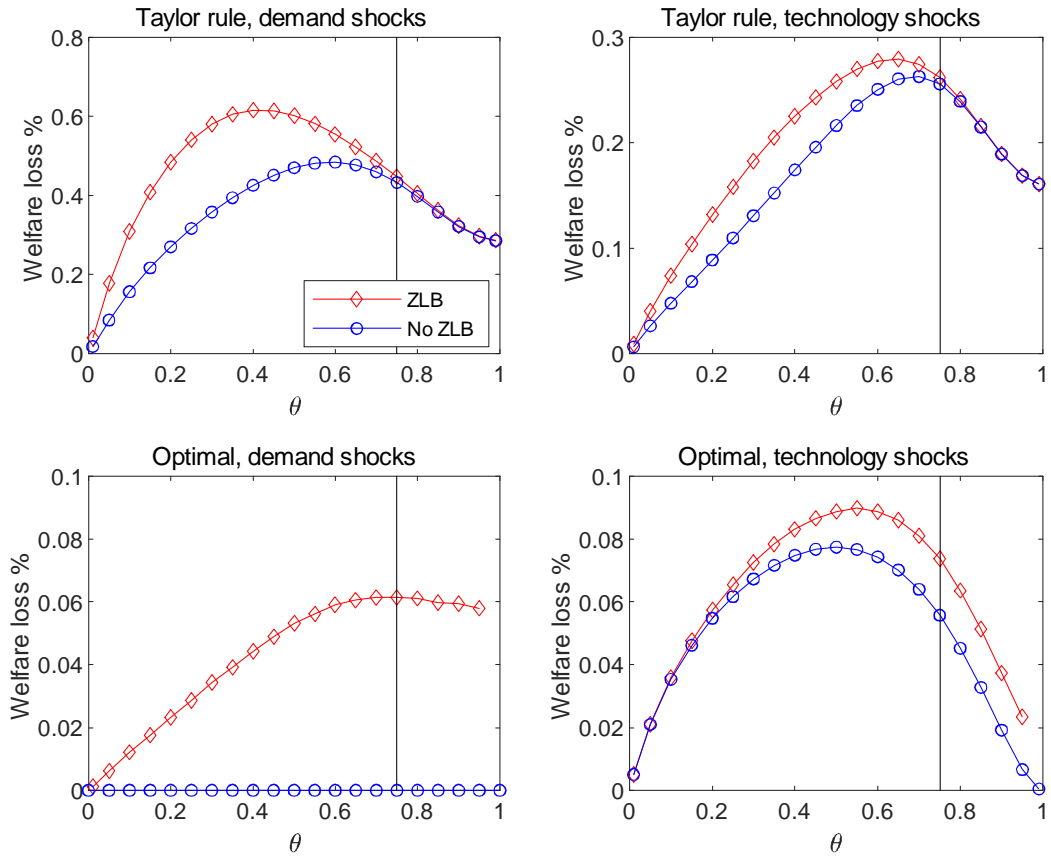 Taylor rule, demand shocks
Welfare loss %
0.8
0.6
0.4
0.2
0
0 0.2 0.4 0.6 0.8 1
θ
ZLB
No ZLB
Taylor rule, technology shocks
Welfare loss %
0.3
0.2
0.1
0
0 0.2 0.4 0.6 0.8 1
θ
Optimal, demand shocks
Welfare loss %
0.1
0.08
0.06
0.04
0.02
0
0 0.2 0.4 0.6 0.8 1
θ
Optimal, technology shocks
Welfare loss %
0.1
0.08
0.06
0.04
0.02
0
0 0.2 0.4 0.6 0.8 1
θ